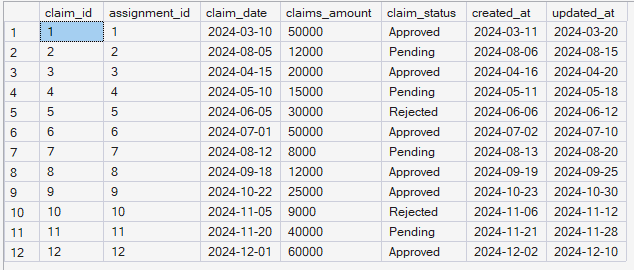 claim_id assignment_id claim_date claims_amount claim_status created_at updated_at
1 1 1 2024-03-10 50000 Approved 2024-03-11 2024-03-20
2 2 2 2024-08-05 12000 Pending 2024-08-06 2024-08-15
3 3 3 2024-04-15 20000 Approved 2024-04-16 2024-04-20
4 4 4 2024-05-10 15000 Pending 2024-05-11 2024-05-18
5 5 5 2024-06-05 30000 Rejected 2024-06-06 2024-06-12
6 6 6 2024-07-01 50000 Approved 2024-07-02 2024-07-10
7 7 7 2024-08-12 8000 Pending 2024-08-13 2024-08-20
8 8 8 2024-09-18 12000 Approved 2024-09-19 2024-09-25
9 9 9 2024-10-22 25000 Approved 2024-10-23 2024-10-30
10 10 10 2024-11-05 9000 Rejected 2024-11-06 2024-11-12
11 11 11 2024-11-20 40000 Pending 2024-11-21 2024-11-28
12 12 12 2024-12-01 60000 Approved 2024-12-02 2024-12-10